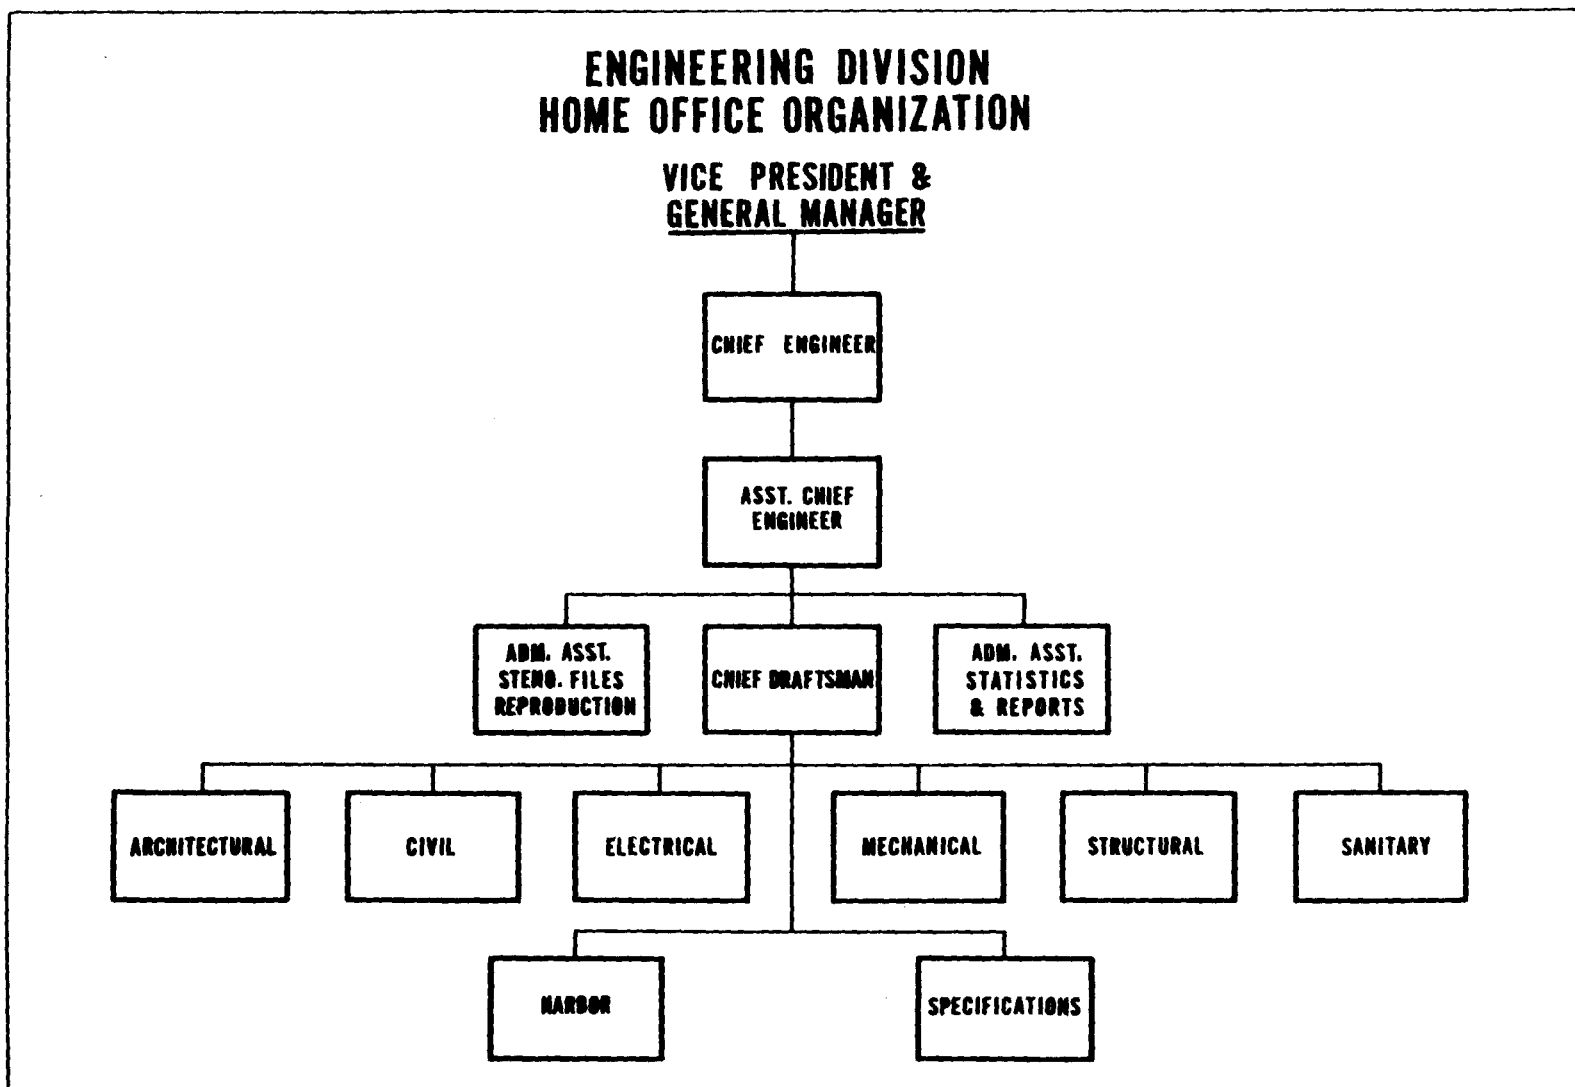 ENGINEERING DIVISION
HOME OFFICE ORGANIZATION
VICE PRESIDENT &
GENERAL MANAGER
CHIEF ENGINEER
ASST. CHIEF
ENGINEER
ADM. ASST.
STENO. FILES
REPRODUCTION
CHIEF DRAFTSMAN
ADM. ASST.
STATISTICS
& REPORTS
ARCHITECTURAL
CIVIL
ELECTRICAL
MECHANICAL
STRUCTURAL
SANITARY
HARBOR
SPECIFICATIONS